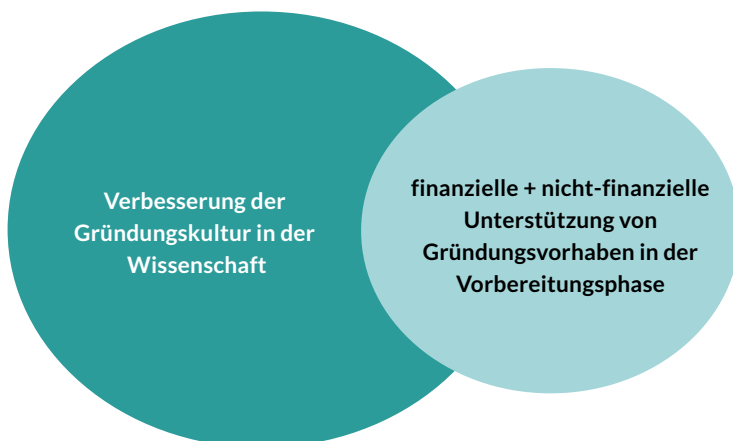 Verbesserung der
Gründungskultur in der
Wissenschaft
finanzielle + nicht-finanzielle
Unterstützung von
Gründungsvorhaben in der
Vorbereitungsphase